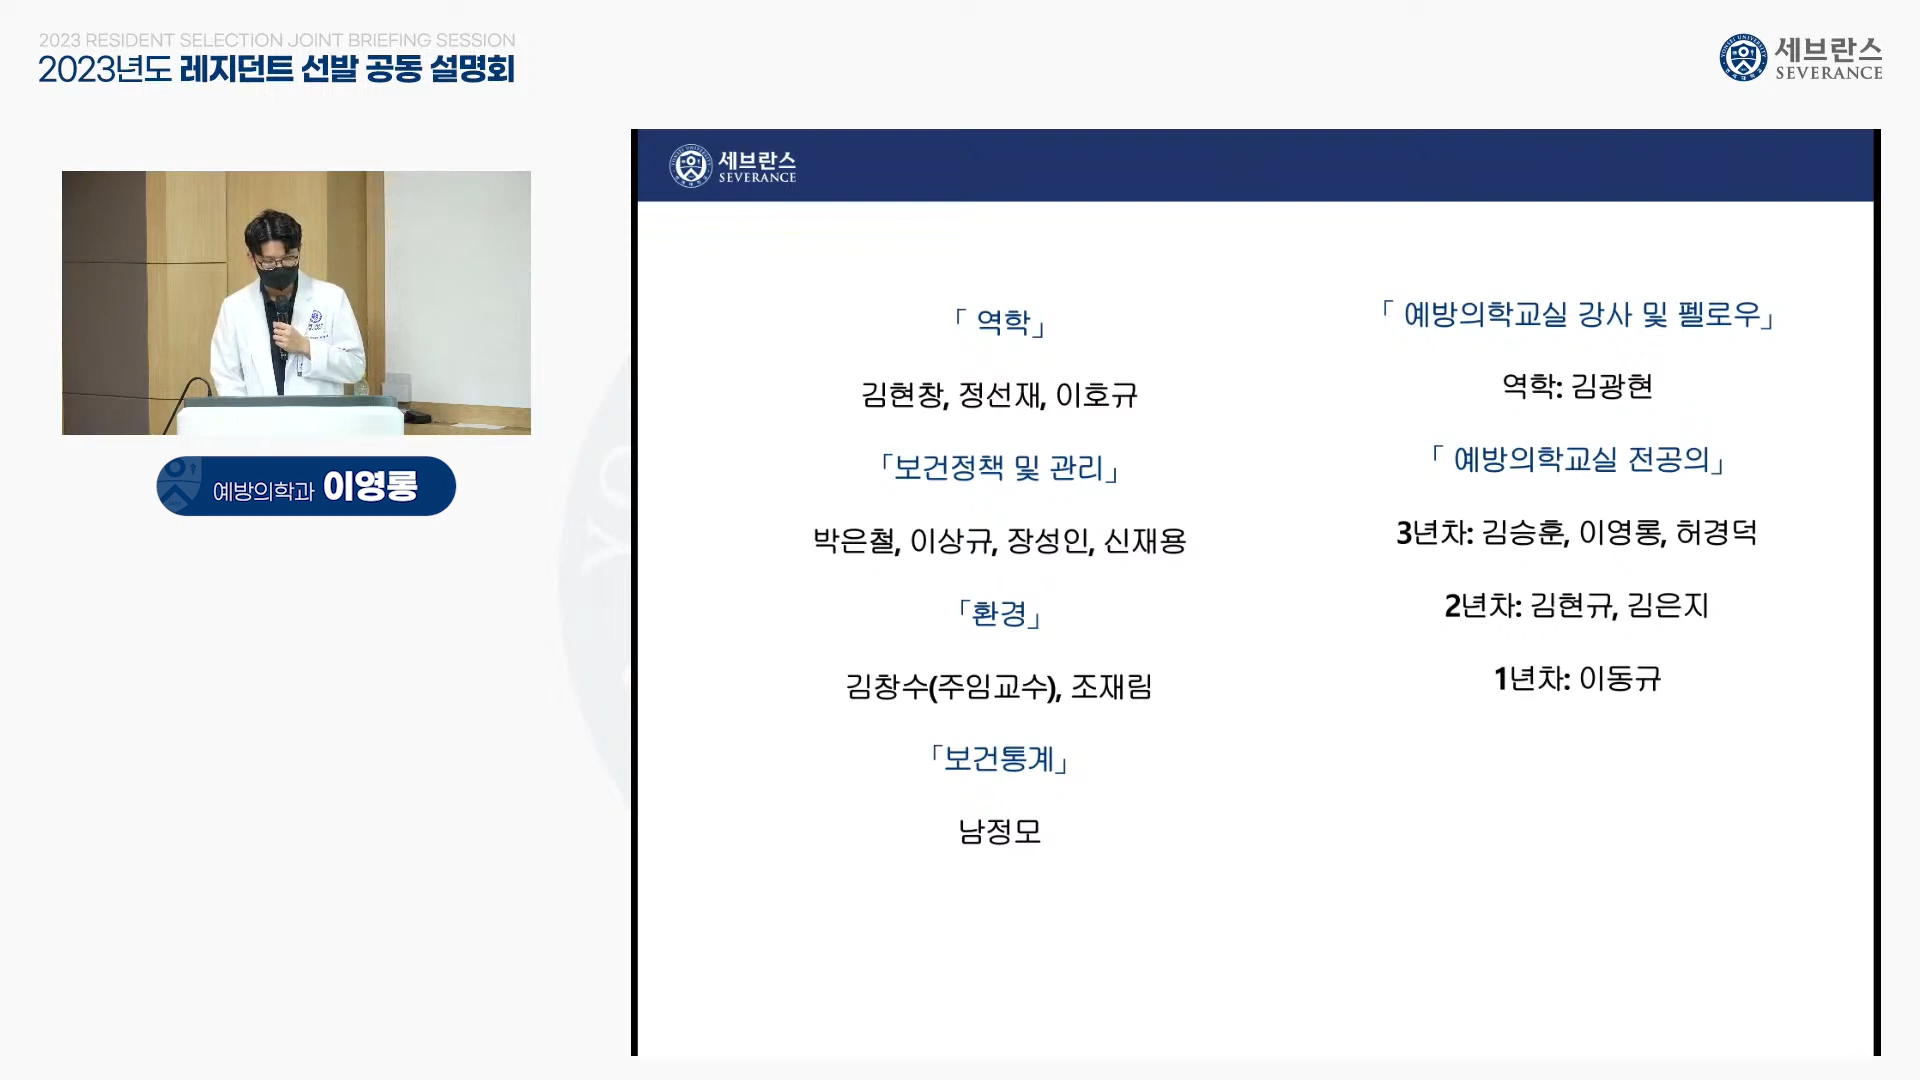 2023 RESIDENT SELECTION JOINT BRIEFING SESSION
2023년도 레지던트 선발 공동 설명회
세브란스
SEVERANCE
예방의학과 이영롱
세브란스
SEVERANCE
「 역학」
김현창, 정선재, 이호규
「보건정책 및 관리」
박은철, 이상규, 장성인, 신재용
「환경」
김창수(주임교수), 조재림
「보건통계」
남정모
「 예방의학교실 강사 및 펠로우」
역학: 김광현
「 예방의학교실 전공의」
3년차: 김승훈, 이영롱, 허경덕
2년차: 김현규, 김은지
1년차: 이동규